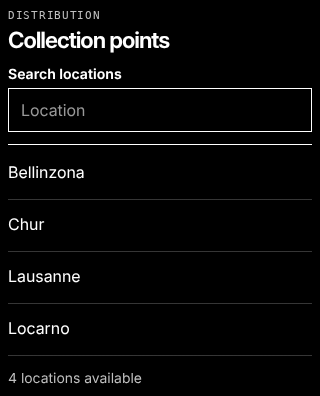 DISTRIBUTION
Collection points
Search locations
Location
Bellinzona
Chur
Lausanne
Locarno
4 locations available